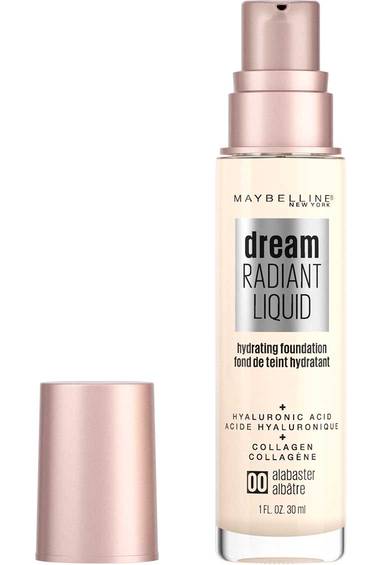 MAYBELLINE®
NEW YORK
dream
RADIANT
LIQUID
hydrating foundation
fond de teint hydratant
+
HYALURONIC ACID
ACIDE HYALURONIQUE
+
COLLAGEN
COLLAGÈNE
00 alabaster
albâtre
1 FL. OZ. 30 ml